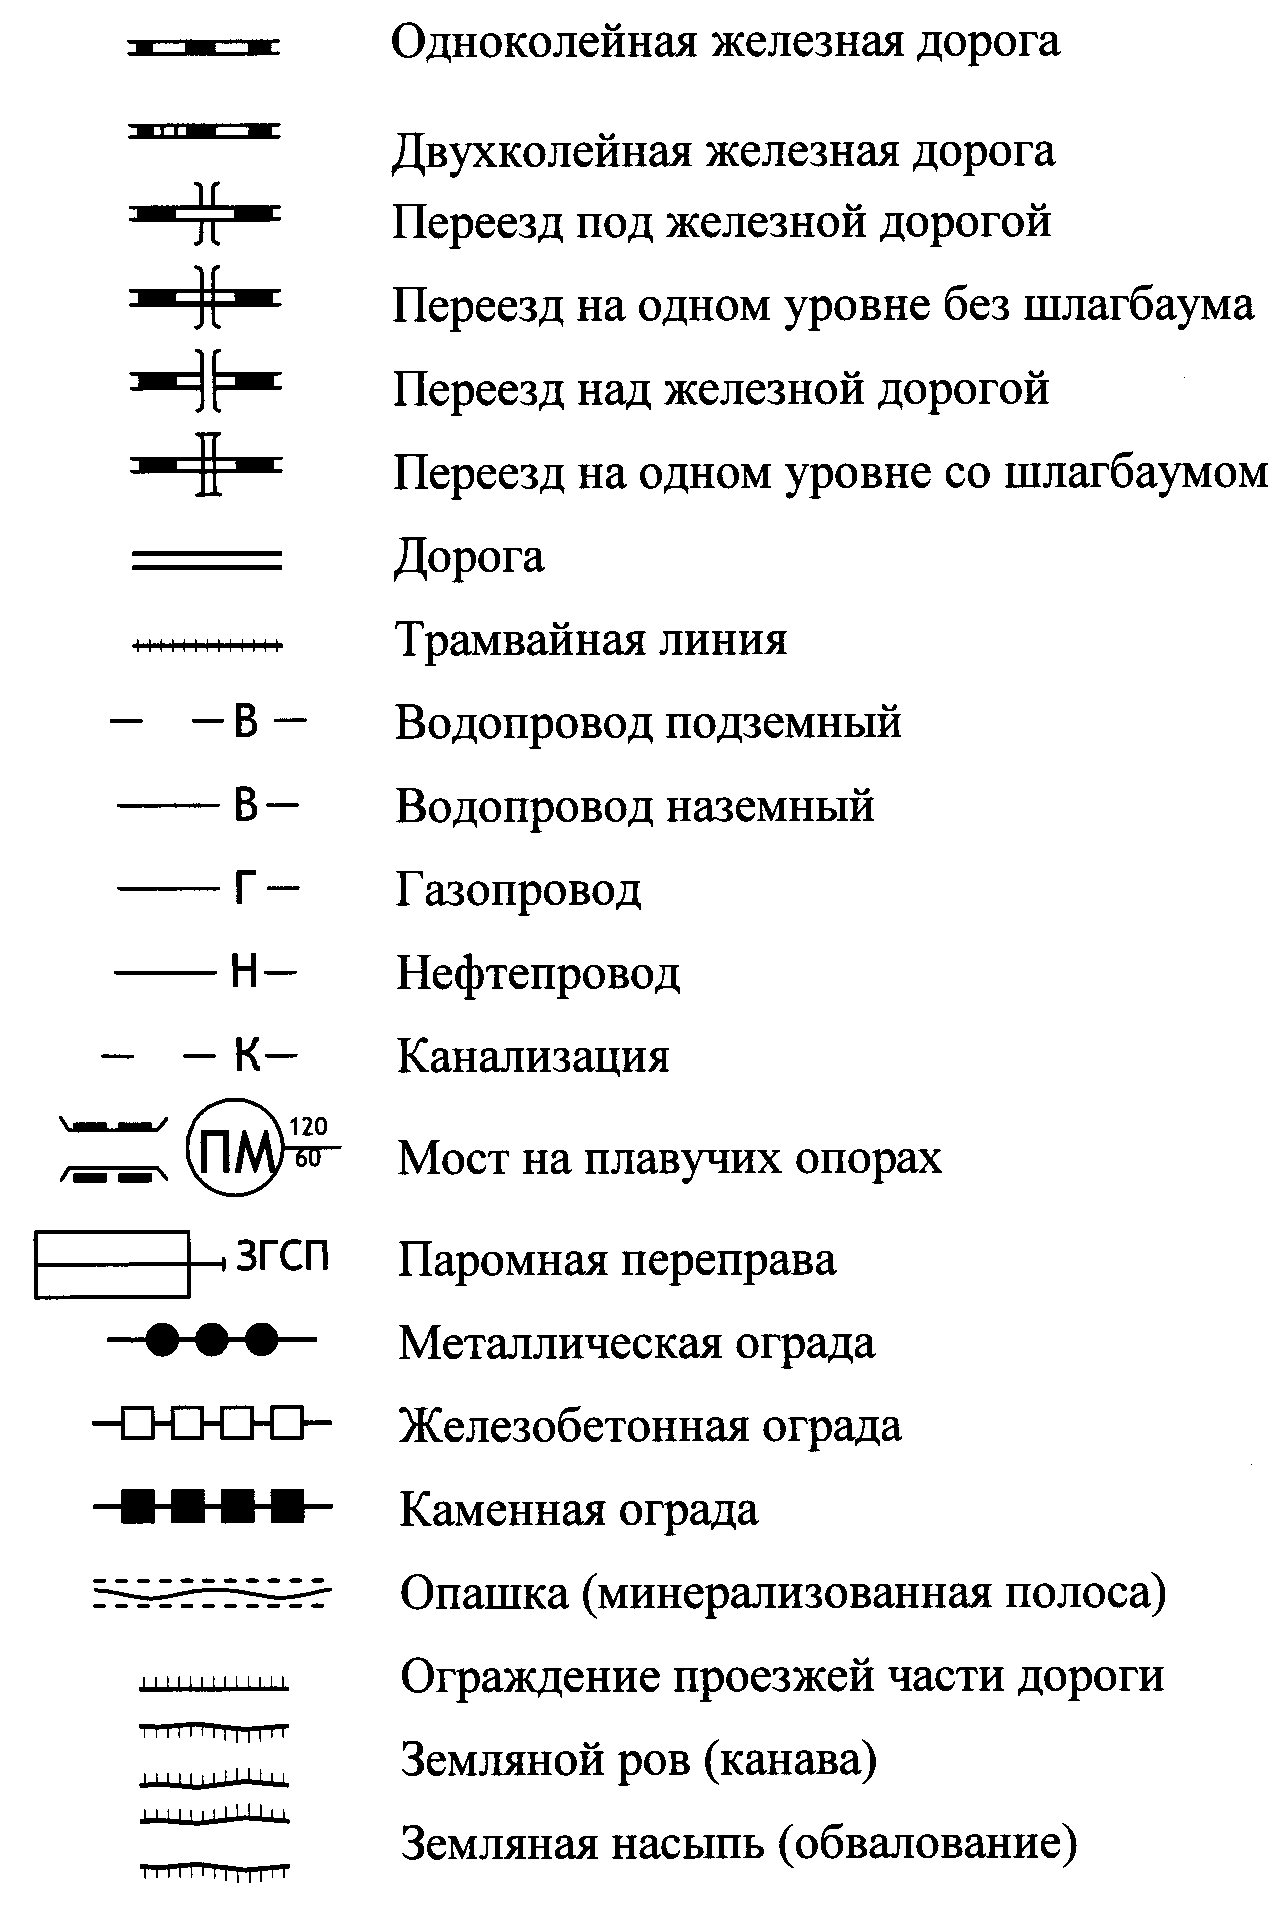 Одноколейная железная дорога
Двухколейная железная дорога
Переезд под железной дорогой
Переезд на одном уровне без шлагбаума
Переезд над железной дорогой
Переезд на одном уровне со шлагбаумом
Дорога
Трамвайная линия
В Водопровод подземный
В Водопровод наземный
Г Газопровод
Н Нефтепровод
К Канализация
ПМ 120 60 Мост на плавучих опорах
ЗГСП Паромная переправа
Металлическая ограда
Железобетонная ограда
Каменная ограда
Опашка (минерализованная полоса)
Ограждение проезжей части дороги
Земляной ров (канава)
Земляная насыпь (обвалование)